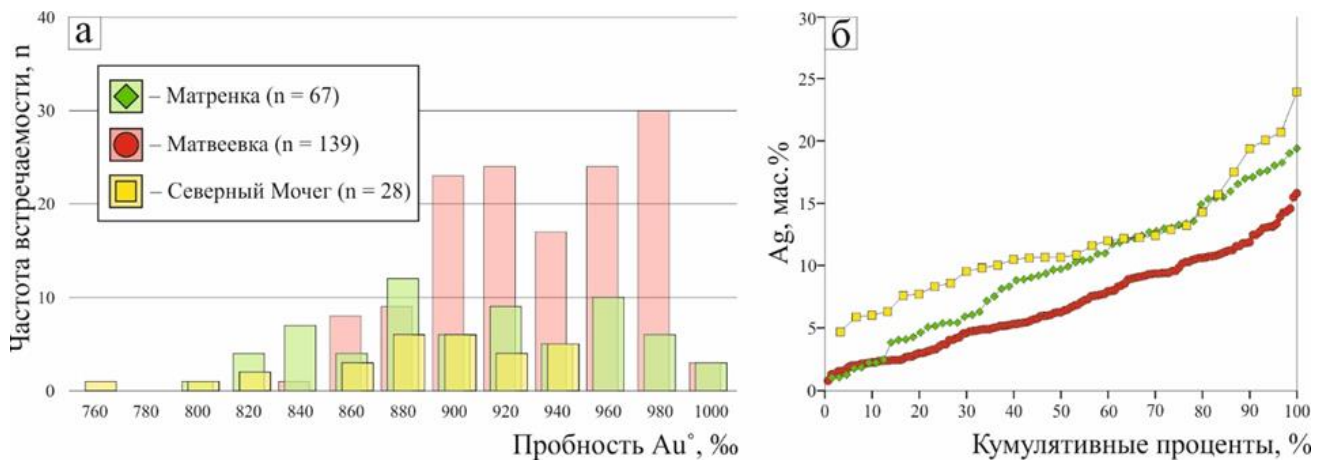 а
Частота встречаемости, n
40
30
20
10
0
– Матренка (n = 67)
– Матвеевка (n = 139)
– Северный Мочег (n = 28)
760 780 800 820 840 860 880 900 920 940 960 980 1000
Пробность Au°, ‰
б
Ag, мас.%
30
25
20
15
10
5
0
0 10 20 30 40 50 60 70 80 90 100
Кумулятивные проценты, %